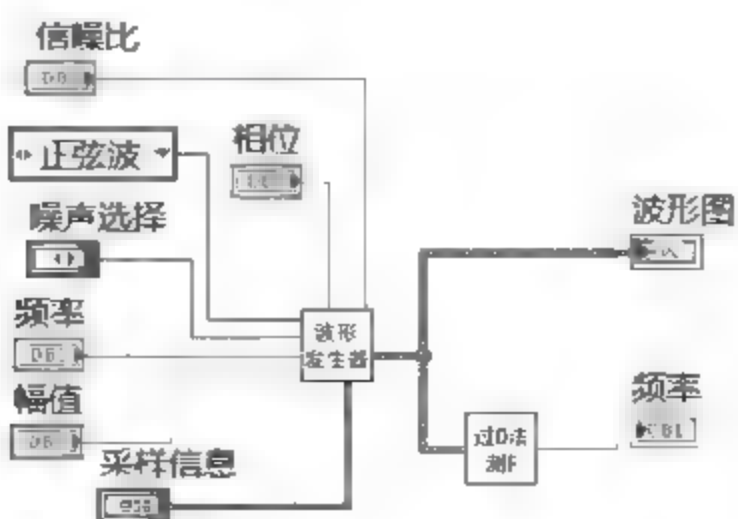 信噪比
正弦波
相位
噪声选择
波形图
频率
波形
发生器
幅值
频率
过0法
测F
采样信息